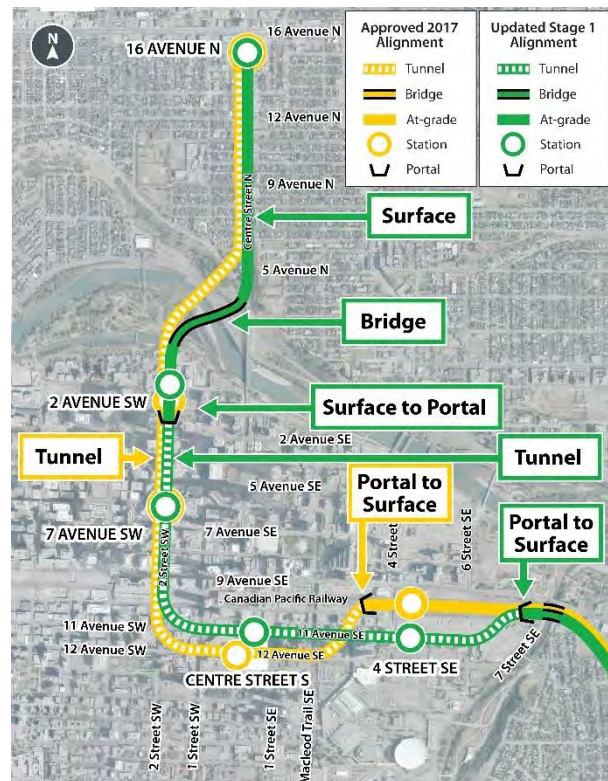 N
16 AVENUE N
16 Avenue N
12 Avenue N
9 Avenue N
Centre Street N
5 Avenue N
Approved 2017
Alignment
Tunnel
Bridge
At-grade
Station
Portal
Updated Stage 1
Alignment
Tunnel
Bridge
At-grade
Station
Portal
Surface
Bridge
2 AVENUE SW
Surface to Portal
2 Avenue SE
Tunnel
Tunnel
5 Avenue SE
Portal to
Surface
7 AVENUE SW
2 Street SW
7 Avenue SE
4 Street
6 Street SE
Portal to
Surface
9 Avenue SE
Canadian Pacific Railway
11 Avenue SW
12 Avenue SW
11 Avenue SE
12 Avenue SE
CENTRE STREET S
4 STREET SE
7 Street SE
2 Street SW
1 Street SW
1 Street SE
Macleod Trail SE